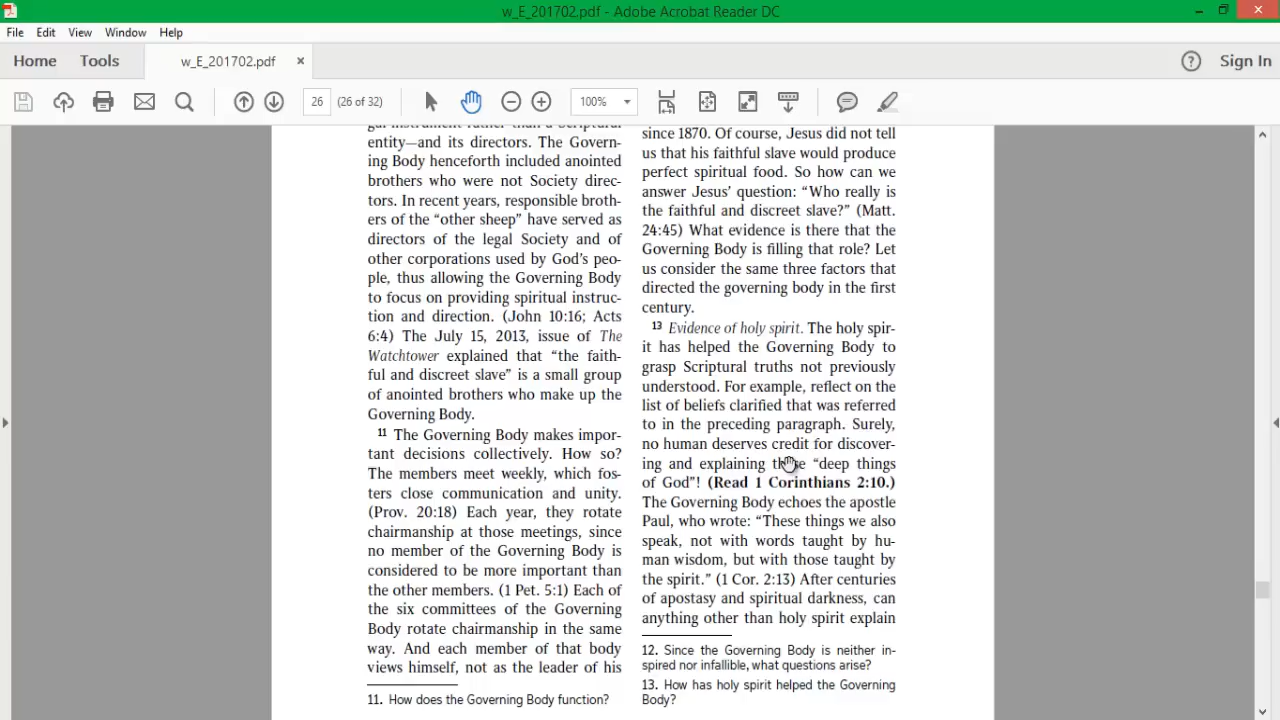 w_E_201702.pdf - Adobe Acrobat Reader DC
File Edit View Window Help
Home Tools w_E_201702.pdf × ? Sign In
26 (26 of 32) 100%
gal instrument rather than a Scriptural
entity—and its directors. The Govern-
ing Body henceforth included anointed
brothers who were not Society direc-
tors. In recent years, responsible broth-
ers of the “other sheep” have served as
directors of the legal Society and of
other corporations used by God’s peo-
ple, thus allowing the Governing Body
to focus on providing spiritual instruc-
tion and direction. (John 10:16; Acts
6:4) The July 15, 2013, issue of The
Watchtower explained that “the faith-
ful and discreet slave” is a small group
of anointed brothers who make up the
Governing Body.
11 The Governing Body makes impor-
tant decisions collectively. How so?
The members meet weekly, which fos-
ters close communication and unity.
(Prov. 20:18) Each year, they rotate
chairmanship at those meetings, since
no member of the Governing Body is
considered to be more important than
the other members. (1 Pet. 5:1) Each of
the six committees of the Governing
Body rotate chairmanship in the same
way. And each member of that body
views himself, not as the leader of his
11. How does the Governing Body function?
since 1870. Of course, Jesus did not tell
us that his faithful slave would produce
perfect spiritual food. So how can we
answer Jesus’ question: “Who really is
the faithful and discreet slave?” (Matt.
24:45) What evidence is there that the
Governing Body is filling that role? Let
us consider the same three factors that
directed the governing body in the first
century.
13 Evidence of holy spirit. The holy spir-
it has helped the Governing Body to
grasp Scriptural truths not previously
understood. For example, reflect on the
list of beliefs clarified that was referred
to in the preceding paragraph. Surely,
no human deserves credit for discover-
ing and explaining these “deep things
of God”! (Read 1 Corinthians 2:10.)
The Governing Body echoes the apostle
Paul, who wrote: “These things we also
speak, not with words taught by hu-
man wisdom, but with those taught by
the spirit.” (1 Cor. 2:13) After centuries
of apostasy and spiritual darkness, can
anything other than holy spirit explain
12. Since the Governing Body is neither in-
spired nor infallible, what questions arise?
13. How has holy spirit helped the Governing
Body?